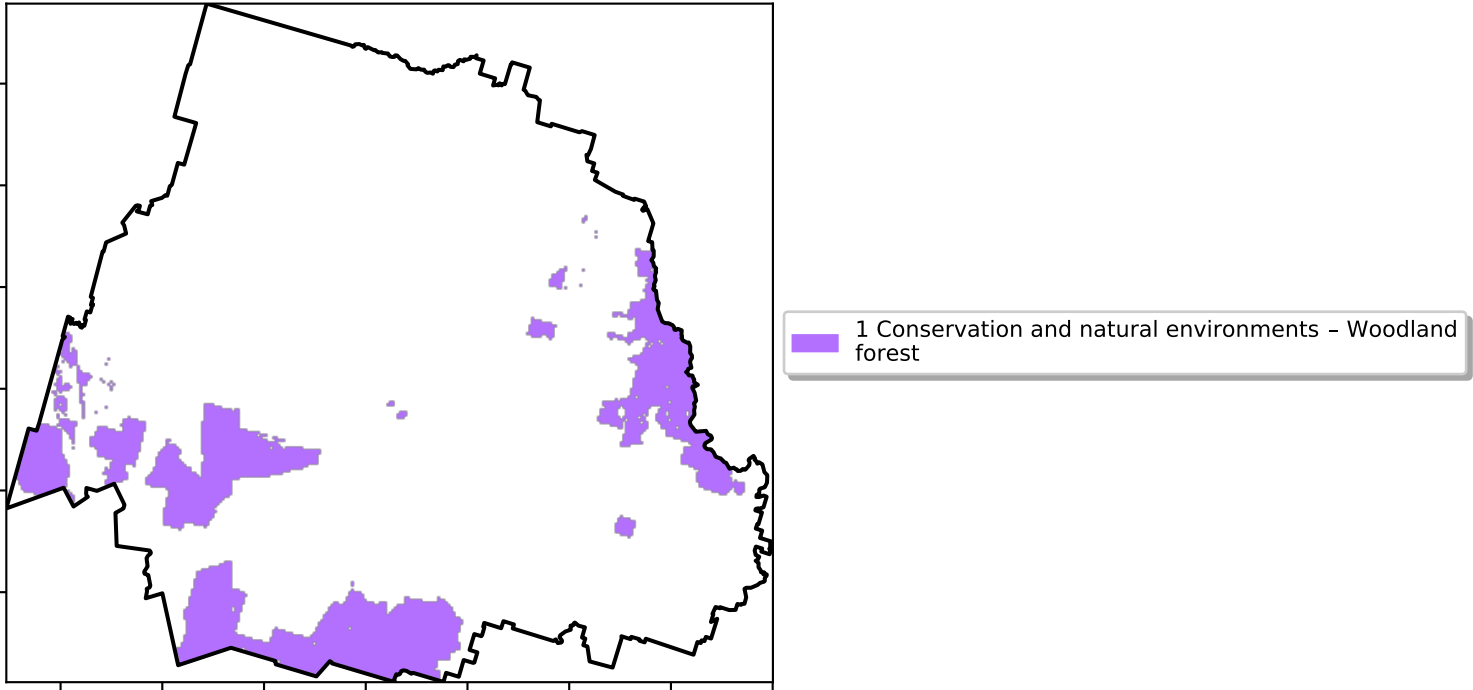 1 Conservation and natural environments – Woodland
forest